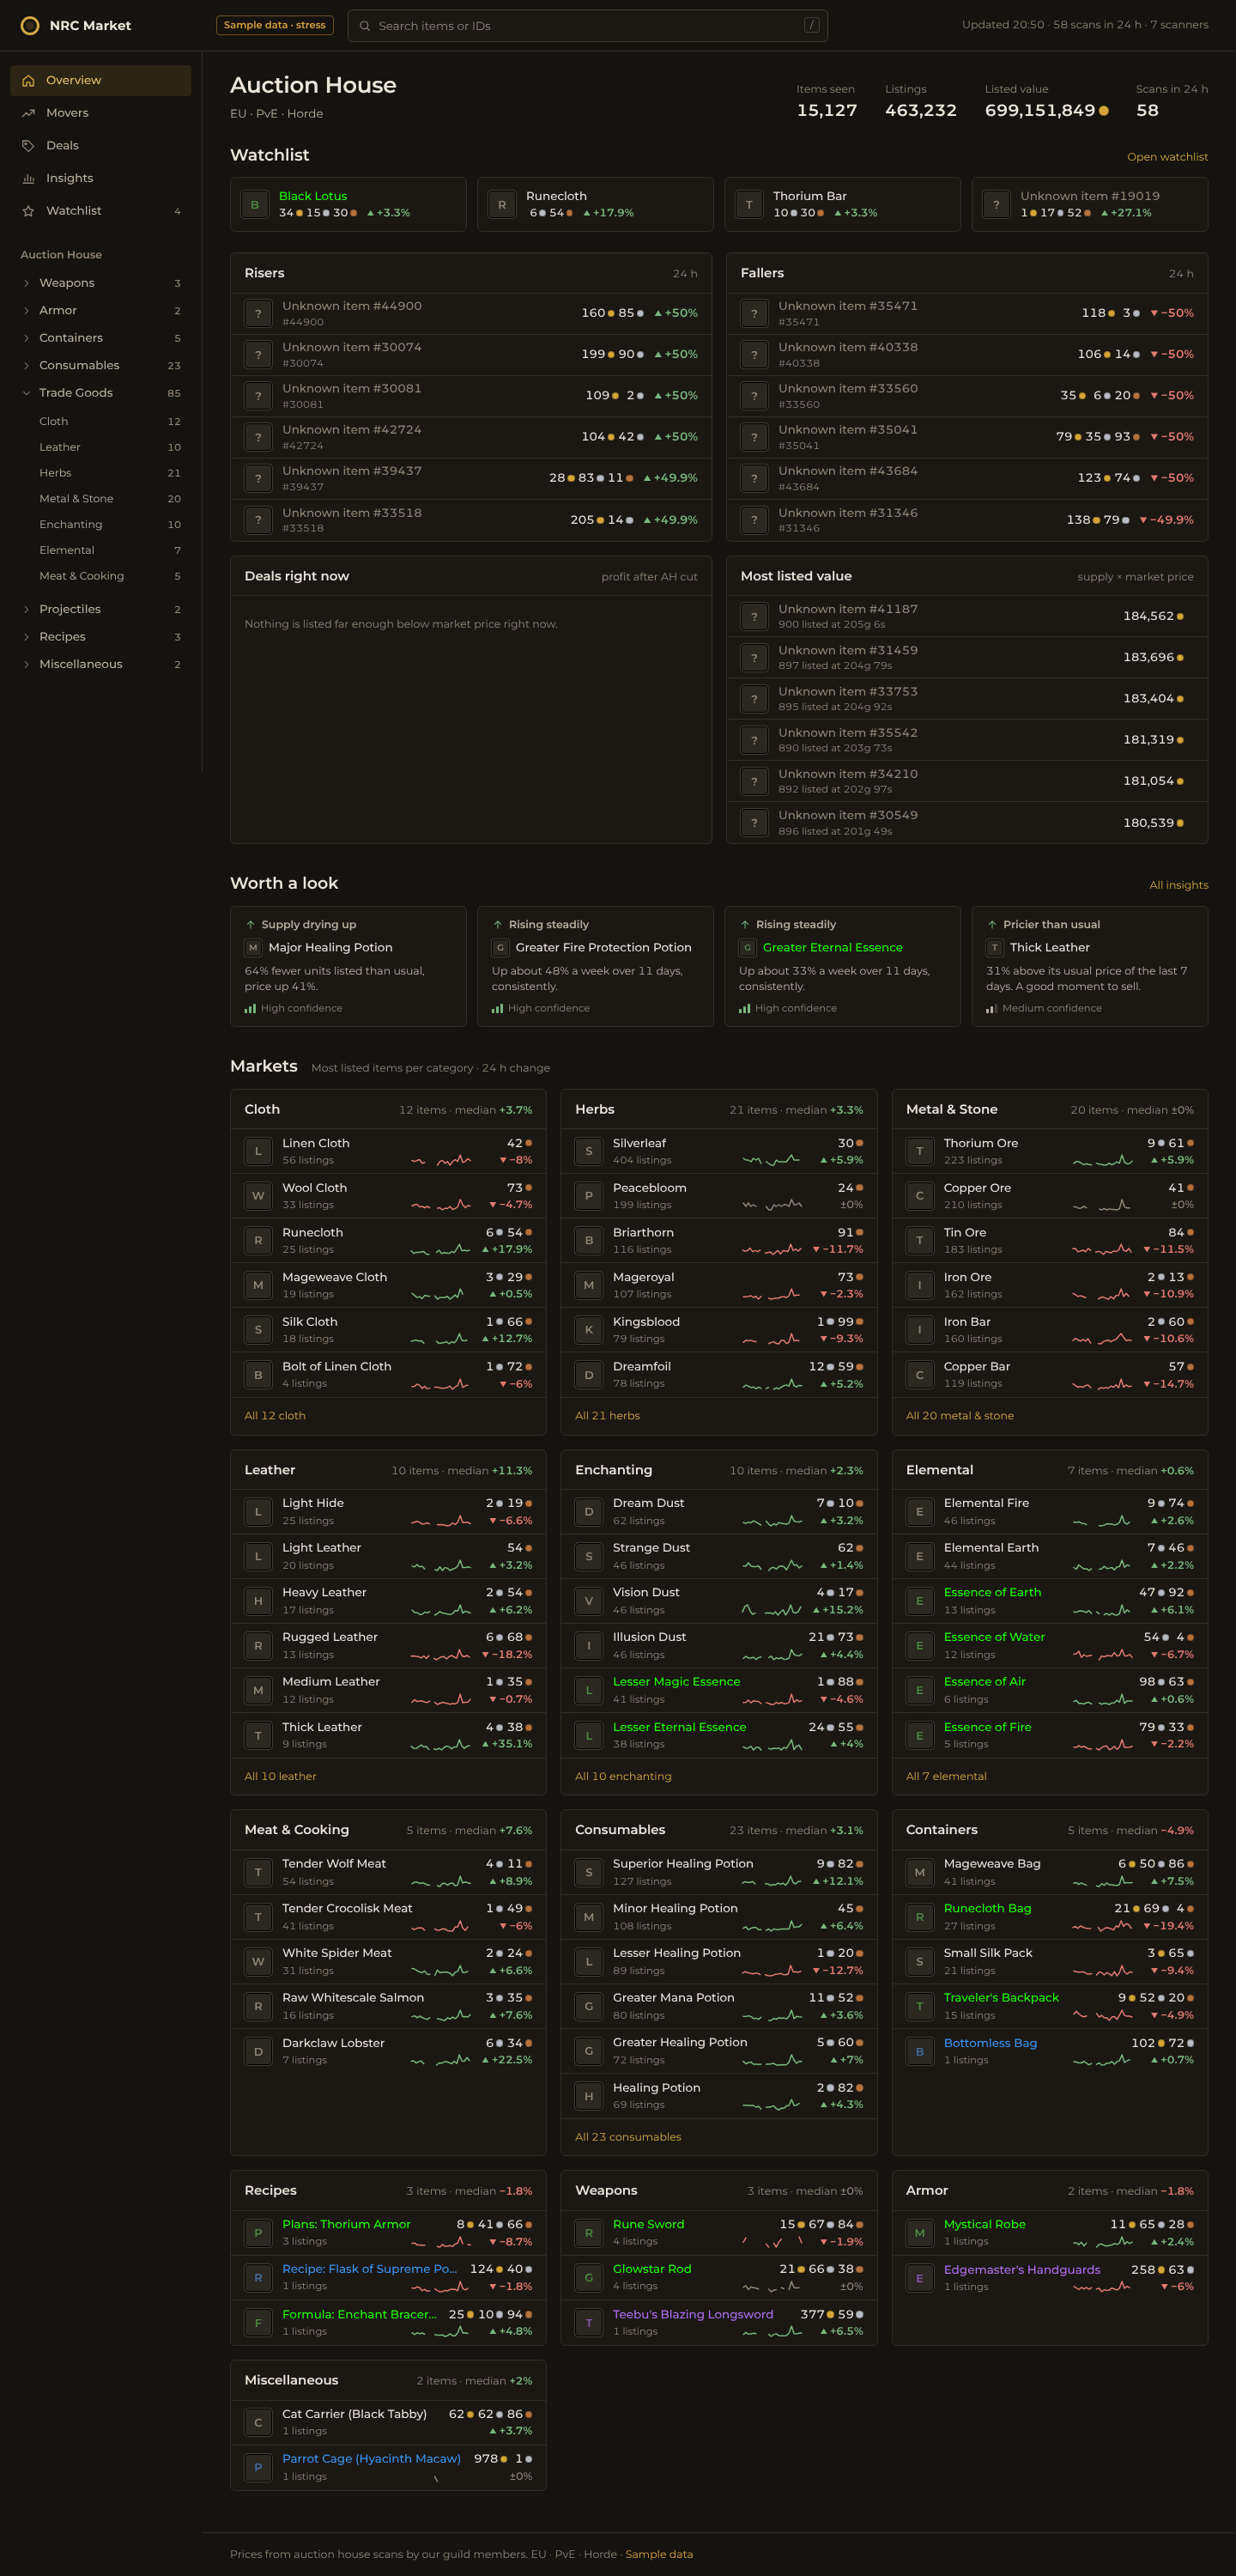 NRC Market
Sample data · stress
Search items or IDs
/
Updated 20:50 · 58 scans in 24 h · 7 scanners
Overview
Movers
Deals
Insights
Watchlist 4
Auction House
Weapons 3
Armor 2
Containers 5
Consumables 23
Trade Goods 85
Cloth 12
Leather 10
Herbs 21
Metal & Stone 20
Enchanting 10
Elemental 7
Meat & Cooking 5
Projectiles 2
Recipes 3
Miscellaneous 2
Auction House
EU · PvE · Horde
Items seen 15,127
Listings 463,232
Listed value 699,151,849
Scans in 24 h 58
Watchlist
Open watchlist
B Black Lotus
34 15 30 +3.3%
R Runecloth
6 54 +17.9%
T Thorium Bar
10 30 +3.3%
? Unknown item #19019
1 17 52 +27.1%
Risers 24 h
? Unknown item #44900 160 85 +50%
#44900
? Unknown item #30074 199 90 +50%
#30074
? Unknown item #30081 109 2 +50%
#30081
? Unknown item #42724 104 42 +50%
#42724
? Unknown item #39437 28 83 11 +49.9%
#39437
? Unknown item #33518 205 14 +49.9%
#33518
Fallers 24 h
? Unknown item #35471 118 3 −50%
#35471
? Unknown item #40338 106 14 −50%
#40338
? Unknown item #33560 35 6 20 −50%
#33560
? Unknown item #35041 79 35 93 −50%
#35041
? Unknown item #43684 123 74 −50%
#43684
? Unknown item #31346 138 79 −49.9%
#31346
Deals right now profit after AH cut
Nothing is listed far enough below market price right now.
Most listed value supply × market price
? Unknown item #41187 184,562
900 listed at 205g 6s
? Unknown item #31459 183,696
897 listed at 204g 79s
? Unknown item #33753 183,404
895 listed at 204g 92s
? Unknown item #35542 181,319
890 listed at 203g 73s
? Unknown item #34210 181,054
892 listed at 202g 97s
? Unknown item #30549 180,539
896 listed at 201g 49s
Worth a look
All insights
Supply drying up
M Major Healing Potion
64% fewer units listed than usual,
price up 41%.
High confidence
Rising steadily
G Greater Fire Protection Potion
Up about 48% a week over 11 days,
consistently.
High confidence
Rising steadily
G Greater Eternal Essence
Up about 33% a week over 11 days,
consistently.
High confidence
Pricier than usual
T Thick Leather
31% above its usual price of the last 7
days. A good moment to sell.
Medium confidence
Markets Most listed items per category · 24 h change
Cloth 12 items · median +3.7%
L Linen Cloth 42
56 listings −8%
W Wool Cloth 73
33 listings −4.7%
R Runecloth 6 54
25 listings +17.9%
M Mageweave Cloth 3 29
19 listings +0.5%
S Silk Cloth 1 66
18 listings +12.7%
B Bolt of Linen Cloth 1 72
4 listings −6%
All 12 cloth
Herbs 21 items · median +3.3%
S Silverleaf 30
404 listings +5.9%
P Peacebloom 24
199 listings ±0%
B Briarthorn 91
116 listings −11.7%
M Mageroyal 73
107 listings −2.3%
K Kingsblood 1 99
79 listings −9.3%
D Dreamfoil 12 59
78 listings +5.2%
All 21 herbs
Metal & Stone 20 items · median ±0%
T Thorium Ore 9 61
223 listings +5.9%
C Copper Ore 41
210 listings ±0%
T Tin Ore 84
183 listings −11.5%
I Iron Ore 2 13
162 listings −10.9%
I Iron Bar 2 60
160 listings −10.6%
C Copper Bar 57
119 listings −14.7%
All 20 metal & stone
Leather 10 items · median +11.3%
L Light Hide 2 19
25 listings −6.6%
L Light Leather 54
20 listings +3.2%
H Heavy Leather 2 54
17 listings +6.2%
R Rugged Leather 6 68
13 listings −18.2%
M Medium Leather 1 35
12 listings −0.7%
T Thick Leather 4 38
9 listings +35.1%
All 10 leather
Enchanting 10 items · median +2.3%
D Dream Dust 7 10
62 listings +3.2%
S Strange Dust 62
46 listings +1.4%
V Vision Dust 4 17
46 listings +15.2%
I Illusion Dust 21 73
46 listings +4.4%
L Lesser Magic Essence 1 88
41 listings −4.6%
L Lesser Eternal Essence 24 55
38 listings +4%
All 10 enchanting
Elemental 7 items · median +0.6%
E Elemental Fire 9 74
46 listings +2.6%
E Elemental Earth 7 46
44 listings +2.2%
E Essence of Earth 47 92
13 listings +6.1%
E Essence of Water 54 4
12 listings −6.7%
E Essence of Air 98 63
6 listings +0.6%
E Essence of Fire 79 33
5 listings −2.2%
All 7 elemental
Meat & Cooking 5 items · median +7.6%
T Tender Wolf Meat 4 11
54 listings +8.9%
T Tender Crocolisk Meat 1 49
41 listings −6%
W White Spider Meat 2 24
31 listings +6.6%
R Raw Whitescale Salmon 3 35
16 listings +7.6%
D Darkclaw Lobster 6 34
7 listings +22.5%
Consumables 23 items · median +3.1%
S Superior Healing Potion 9 82
127 listings +12.1%
M Minor Healing Potion 45
108 listings +6.4%
L Lesser Healing Potion 1 20
89 listings −12.7%
G Greater Mana Potion 11 52
80 listings +3.6%
G Greater Healing Potion 5 60
72 listings +7%
H Healing Potion 2 82
69 listings +4.3%
All 23 consumables
Containers 5 items · median −4.9%
M Mageweave Bag 6 50 86
41 listings +7.5%
R Runecloth Bag 21 69 4
27 listings −19.4%
S Small Silk Pack 3 65
21 listings −9.4%
T Traveler's Backpack 9 52 20
15 listings −4.9%
B Bottomless Bag 102 72
1 listings +0.7%
Recipes 3 items · median −1.8%
P Plans: Thorium Armor 8 41 66
3 listings −8.7%
R Recipe: Flask of Supreme Po... 124 40
1 listings −1.8%
F Formula: Enchant Bracer... 25 10 94
1 listings +4.8%
Weapons 3 items · median ±0%
R Rune Sword 15 67 84
4 listings −1.9%
G Glowstar Rod 21 66 38
4 listings ±0%
T Teebu's Blazing Longsword 377 59
1 listings +6.5%
Armor 2 items · median −1.8%
M Mystical Robe 11 65 28
1 listings +2.4%
E Edgemaster's Handguards 258 63
1 listings −6%
Miscellaneous 2 items · median +2%
C Cat Carrier (Black Tabby) 62 62 86
1 listings +3.7%
P Parrot Cage (Hyacinth Macaw) 978 1
1 listings ±0%
Prices from auction house scans by our guild members. EU · PvE · Horde · Sample data